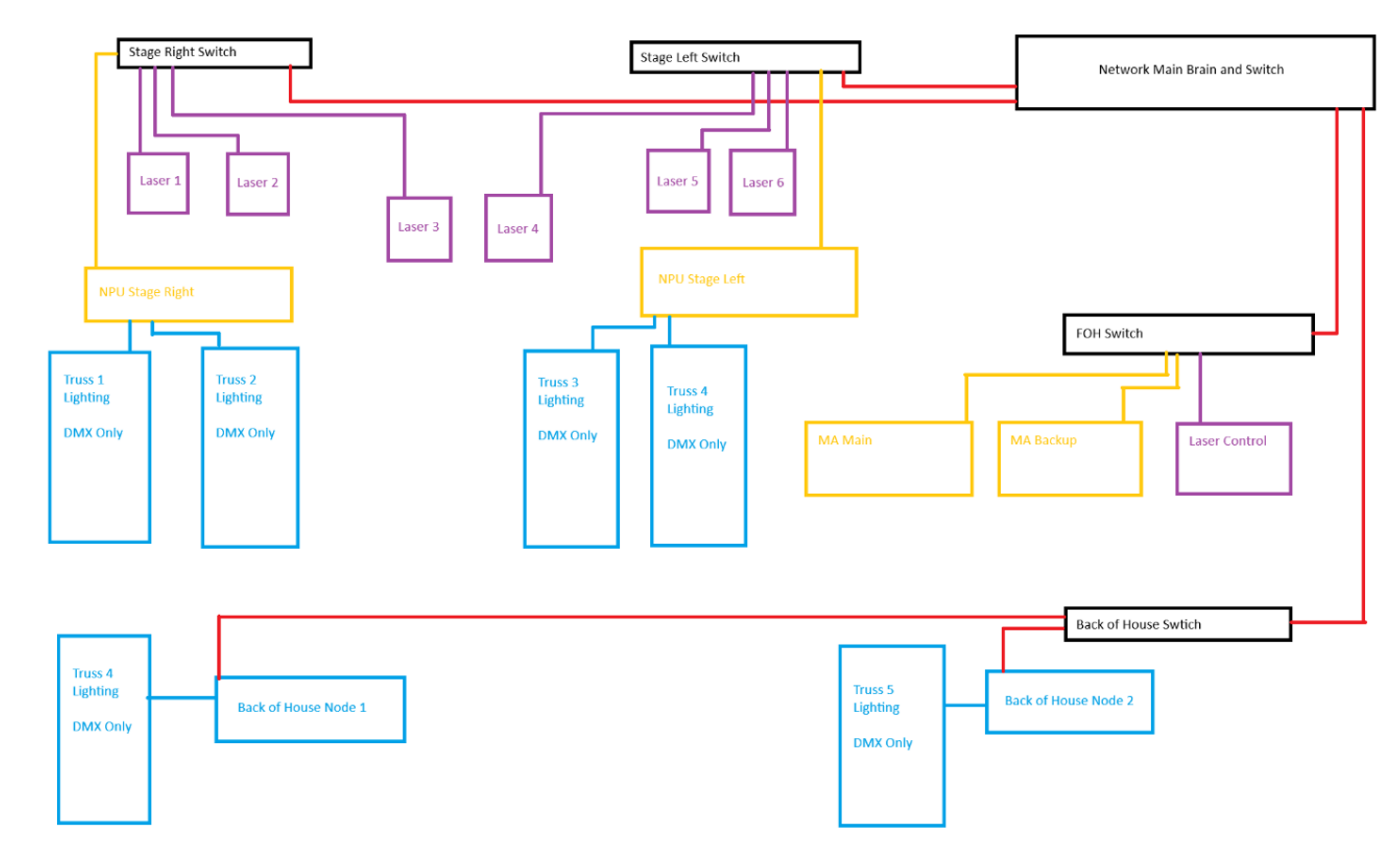 Stage Right Switch
Stage Left Switch
Network Main Brain and Switch
Laser 1
Laser 2
Laser 3
Laser 4
Laser 5
Laser 6
NPU Stage Right
NPU Stage Left
FOH Switch
Truss 1
Lighting
DMX Only
Truss 2
Lighting
DMX Only
Truss 3
Lighting
DMX Only
Truss 4
Lighting
DMX Only
MA Main
MA Backup
Laser Control
Back of House Swtich
Truss 4
Lighting
DMX Only
Back of House Node 1
Truss 5
Lighting
DMX Only
Back of House Node 2